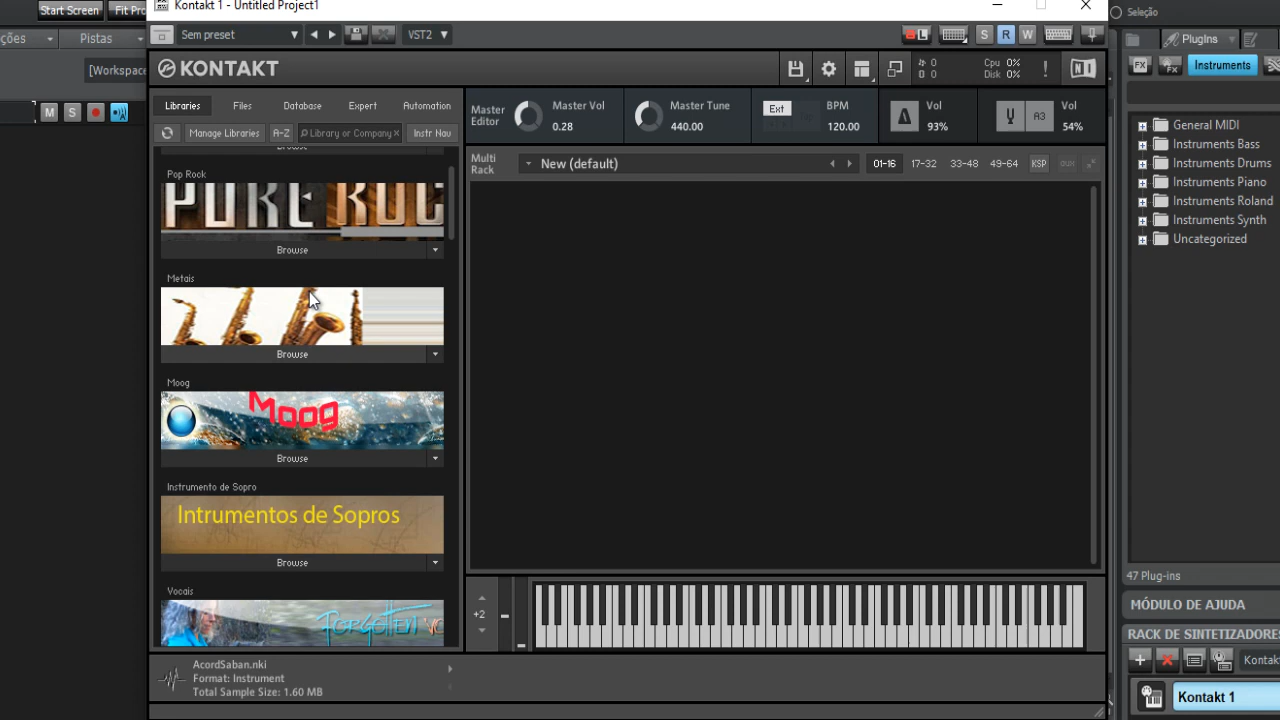 Start Screen
Fit Pro
Kontakt 1 - Untitled Project1
Seleção
ções
Pistas
Sem preset
VST2
S R W
PlugIns
[Workspace
KONTAKT
0
0
Cpu 0%
Disk 0%
!
FX
FX
Instruments
M S
Libraries
Files
Database
Expert
Automation
Master
Editor
Master Vol
0.28
Master Tune
440.00
Ext
BPM
120.00
Vol
93%
A3
Vol
54%
Manage Libraries
A-Z
Library or Company
Instr Nav
Browse
Multi
Rack
New (default)
01-16
17-32
33-48
49-64
KSP
General MIDI
Instruments Bass
Instruments Drums
Instruments Piano
Instruments Roland
Instruments Synth
Uncategorized
Pop Rock
Browse
Metais
Browse
Moog
Moog
Browse
Instrumento de Sopro
Intrumentos de Sopros
Browse
Vocais
FORGOTTEN
+2
47 Plug-ins
MÓDULO DE AJUDA
RACK DE SINTETIZADORES
Kontak
Kontakt 1
AcordSaban.nki
Format: Instrument
Total Sample Size: 1.60 MB